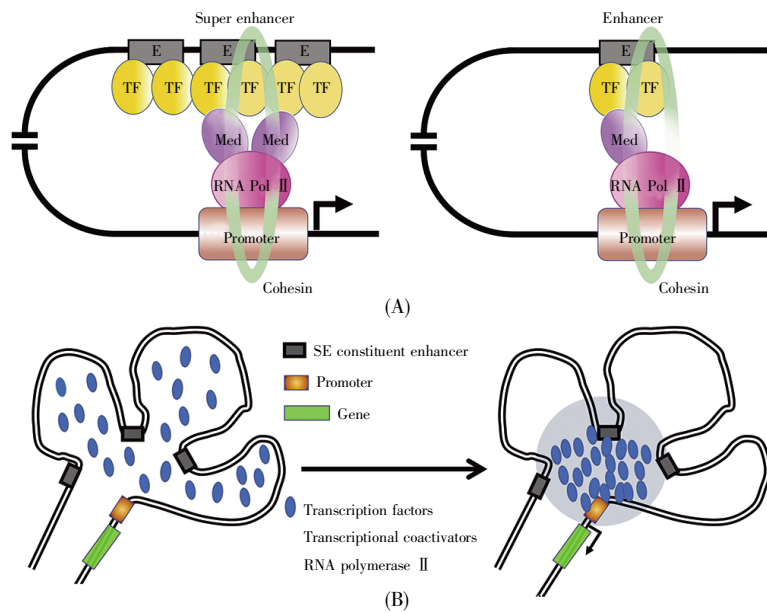 Super enhancer
Enhancer
E E E
E
TF TF TF TF TF TF
TF TF
Med Med
Med
RNA Pol Ⅱ
RNA Pol Ⅱ
Promoter
Promoter
Cohesin
Cohesin
(A)
SE constituent enhancer
Promoter
Gene
Transcription factors
Transcriptional coactivators
RNA polymerase Ⅱ
(B)